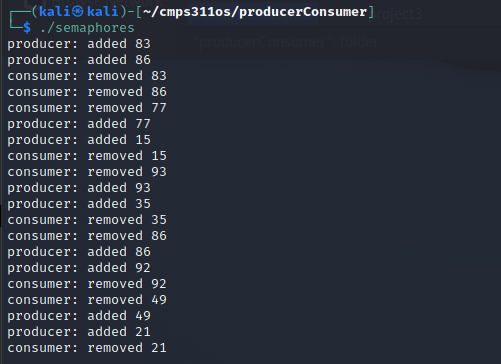 (kali㉿kali)-[~/cmps311os/producerConsumer]
$ ./semaphores
producer: added 83
producer: added 86
consumer: removed 83
consumer: removed 86
consumer: removed 77
producer: added 77
producer: added 15
consumer: removed 15
consumer: removed 93
producer: added 93
producer: added 35
consumer: removed 35
consumer: removed 86
producer: added 86
producer: added 92
consumer: removed 92
consumer: removed 49
producer: added 49
producer: added 21
consumer: removed 21